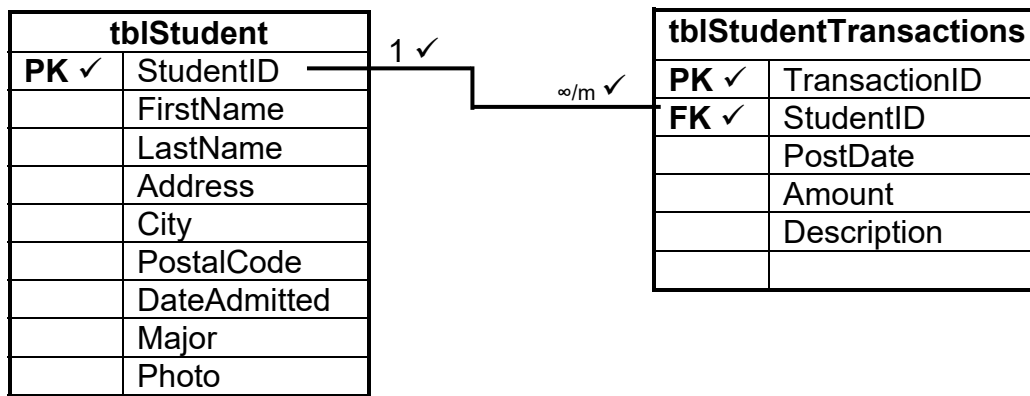 tblStudent
PK ✓ StudentID
FirstName
LastName
Address
City
PostalCode
DateAdmitted
Major
Photo
1 ✓
∞/m ✓
tblStudentTransactions
PK ✓ TransactionID
FK ✓ StudentID
PostDate
Amount
Description